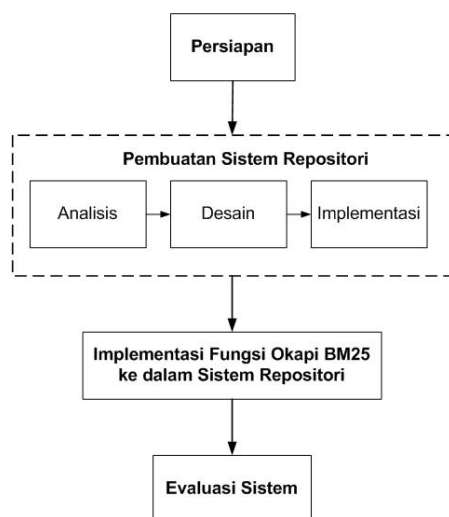 Persiapan
Pembuatan Sistem Repositori
Analisis
Desain
Implementasi
Implementasi Fungsi Okapi BM25
ke dalam Sistem Repositori
Evaluasi Sistem